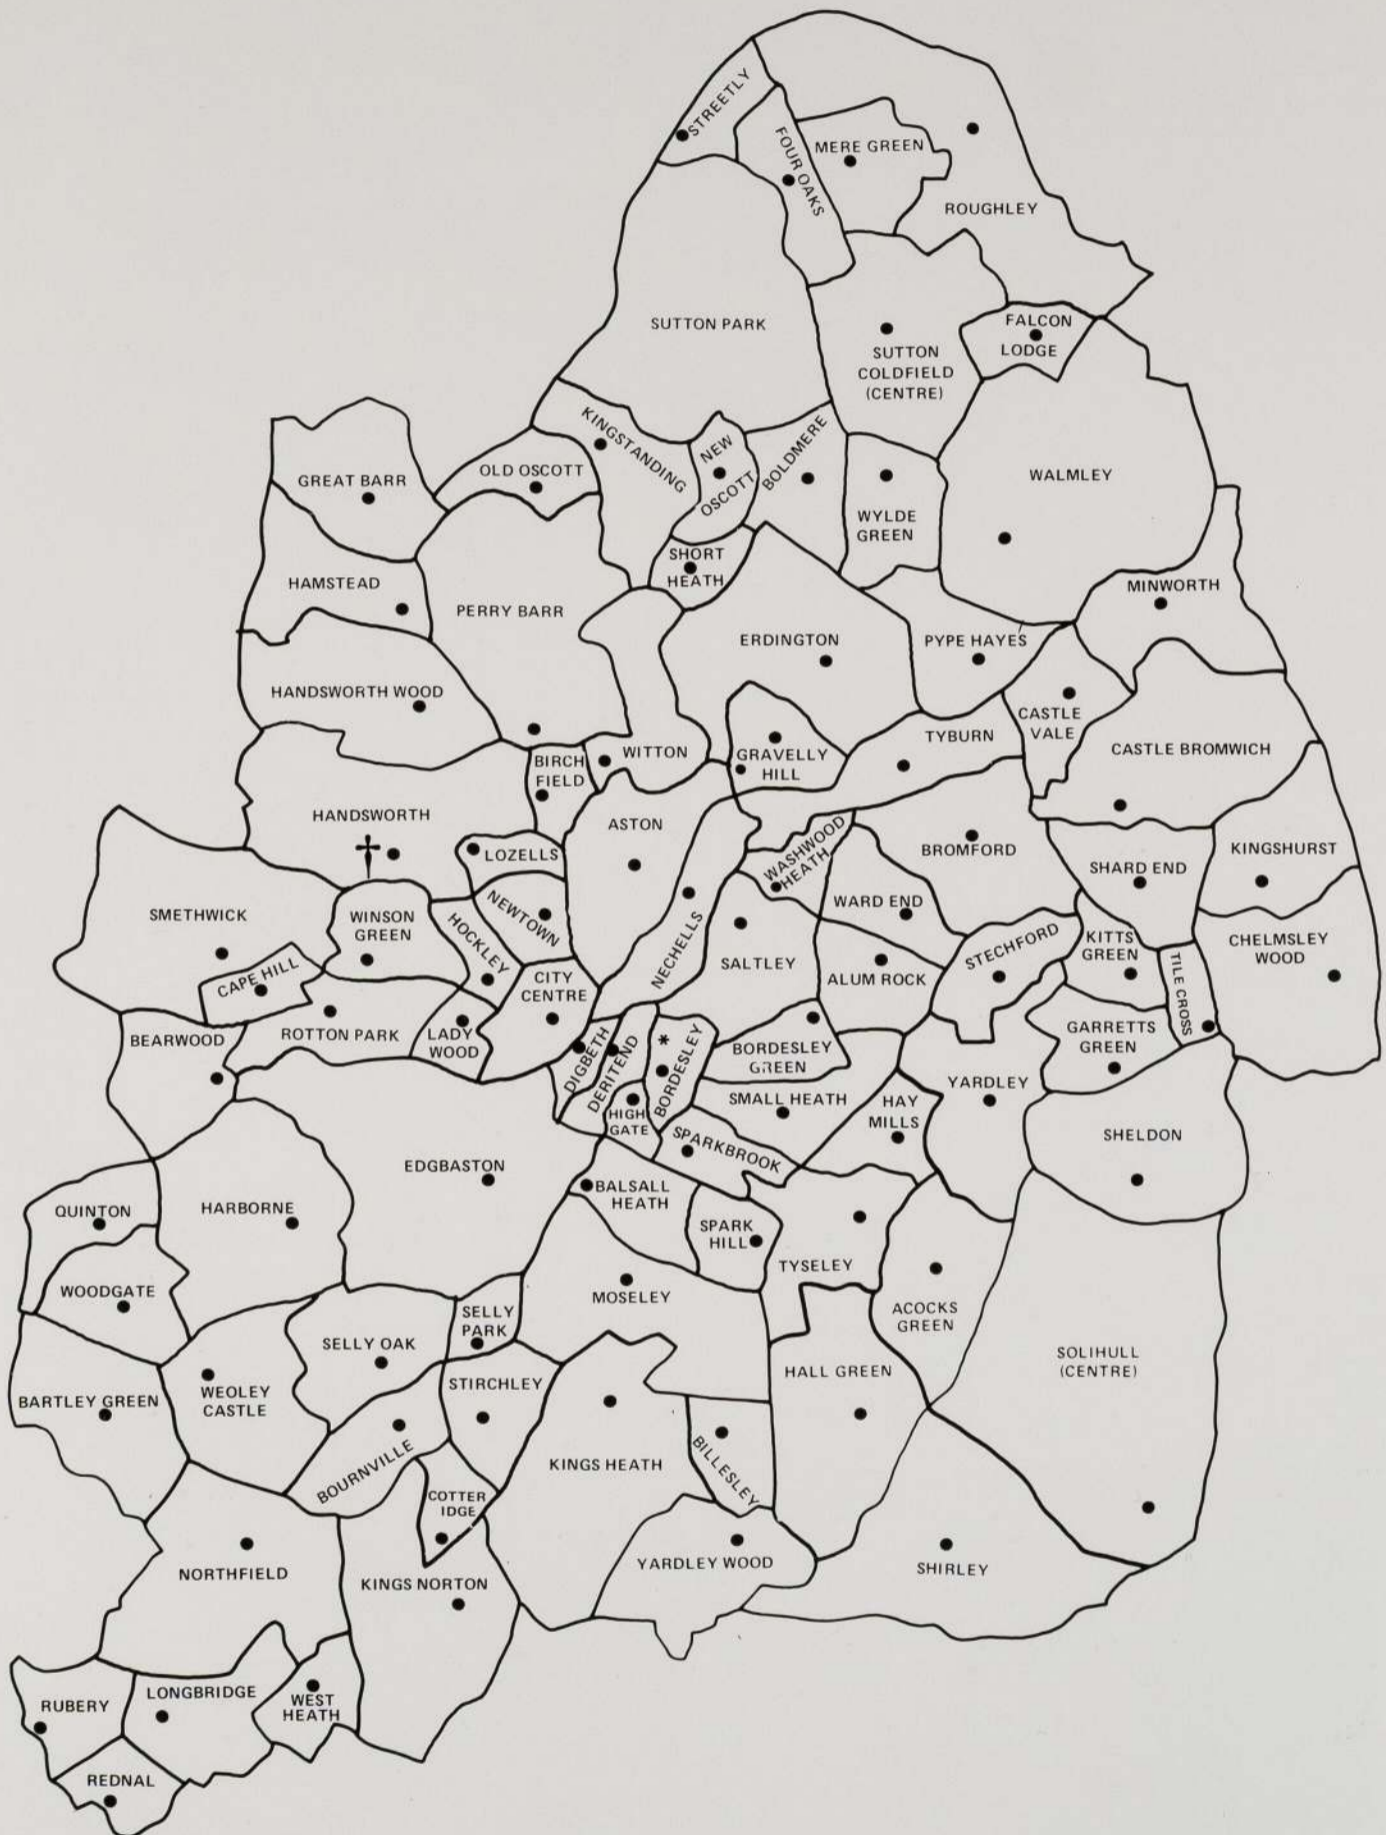 STREETLY
FOUR OAKS
MERE GREEN
ROUGHLEY
SUTTON PARK
FALCON
LODGE
SUTTON
COLDFIELD
(CENTRE)
KINGSTANDING
NEW
OSCOTT
BOLDMERE
OLD OSCOTT
GREAT BARR
WALMLEY
WYLDE
GREEN
SHORT
HEATH
HAMSTEAD
PERRY BARR
MINWORTH
ERDINGTON
PYPE HAYES
HANDSWORTH WOOD
CASTLE
VALE
TYBURN
CASTLE BROMWICH
WITTON
BIRCH
FIELD
GRAVELLY
HILL
HANDSWORTH
†
ASTON
LOZELLS
WASHWOOD
HEATH
BROMFORD
SHARD END
KINGSHURST
SMETHWICK
WINSON
GREEN
HOCKLEY
NEWTOWN
NECHELLS
WARD END
STECHFORD
KITTS
GREEN
CHELMSLEY
WOOD
CAPE HILL
CITY
CENTRE
SALTLEY
ALUM ROCK
TILE CROSS
BEARWOOD
ROTTON PARK
LADY
WOOD
DIGBETH
DERITEND
*
BORDESLEY
BORDESLEY
GREEN
GARRETTS
GREEN
YARDLEY
HIGH
GATE
SMALL HEATH
HAY
MILLS
SPARKBROOK
SHELDON
EDGBASTON
BALSALL
HEATH
QUINTON
HARBORNE
SPARK
HILL
TYSELEY
WOODGATE
MOSELEY
SELLY
PARK
ACOCKS
GREEN
SELLY OAK
SOLIHULL
(CENTRE)
HALL GREEN
BARTLEY GREEN
WEOLEY
CASTLE
STIRCHLEY
BOURNVILLE
KINGS HEATH
BILLESLEY
COTTER
IDGE
NORTHFIELD
KINGS NORTON
YARDLEY WOOD
SHIRLEY
RUBERY
LONGBRIDGE
WEST
HEATH
REDNAL